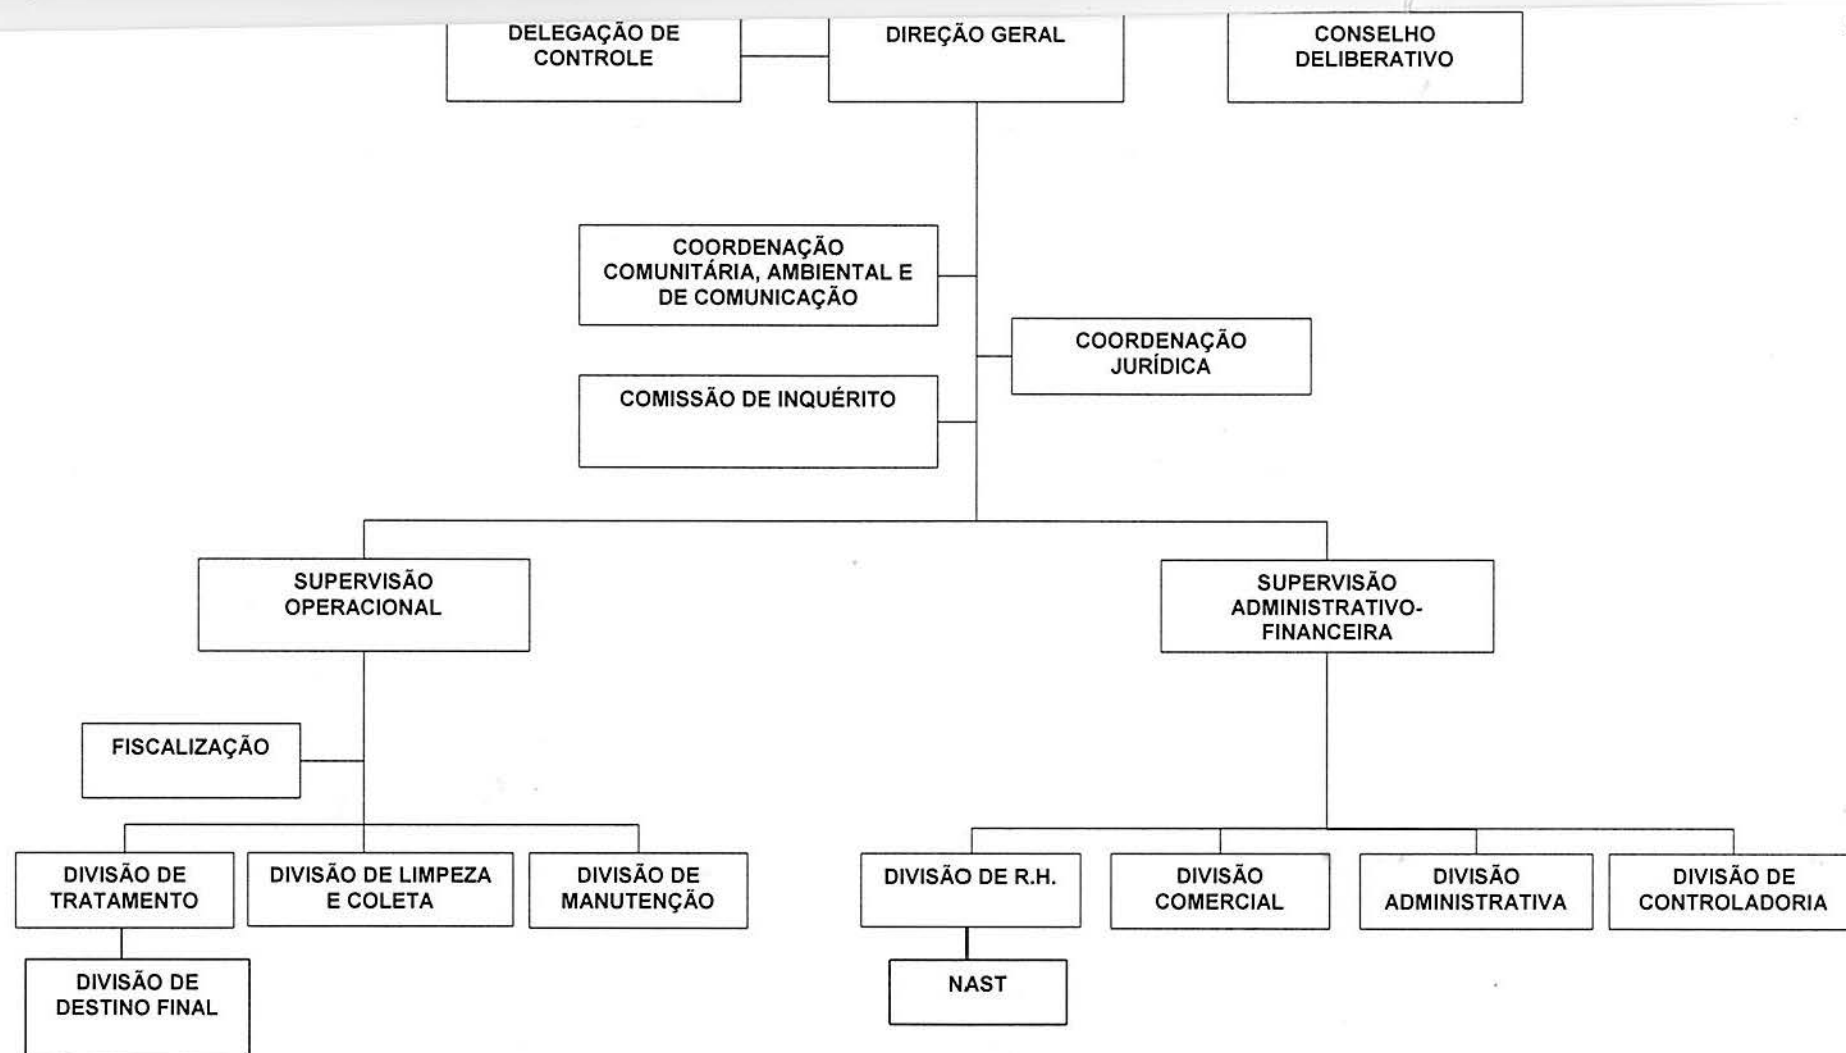 DELEGAÇÃO DE
CONTROLE
DIREÇÃO GERAL
CONSELHO
DELIBERATIVO
COORDENAÇÃO
COMUNITÁRIA, AMBIENTAL E
DE COMUNICAÇÃO
COORDENAÇÃO
JURÍDICA
COMISSÃO DE INQUÉRITO
SUPERVISÃO
OPERACIONAL
SUPERVISÃO
ADMINISTRATIVO-
FINANCEIRA
FISCALIZAÇÃO
DIVISÃO DE
TRATAMENTO
DIVISÃO DE LIMPEZA
E COLETA
DIVISÃO DE
MANUTENÇÃO
DIVISÃO DE R.H.
DIVISÃO
COMERCIAL
DIVISÃO
ADMINISTRATIVA
DIVISÃO DE
CONTROLADORIA
DIVISÃO DE
DESTINO FINAL
NAST